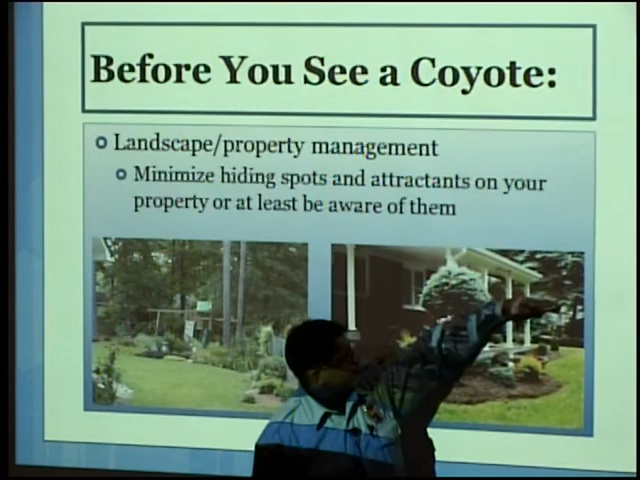 Before You See a Coyote:
Landscape/property management
Minimize hiding spots and attractants on your
property or at least be aware of them